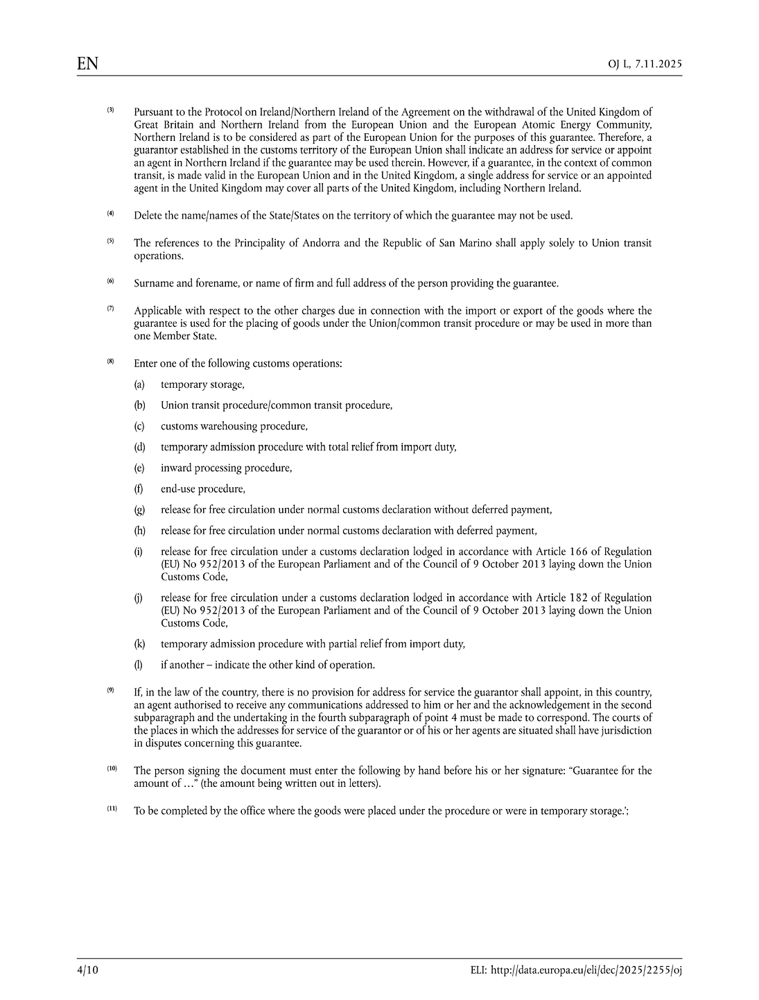 EN
OJ L, 7.11.2025
(3) Pursuant to the Protocol on Ireland/Northern Ireland of the Agreement on the withdrawal of the United Kingdom of
Great Britain and Northern Ireland from the European Union and the European Atomic Energy Community,
Northern Ireland is to be considered as part of the European Union for the purposes of this guarantee. Therefore, a
guarantor established in the customs territory of the European Union shall indicate an address for service or appoint
an agent in Northern Ireland if the guarantee may be used therein. However, if a guarantee, in the context of common
transit, is made valid in the European Union and in the United Kingdom, a single address for service or an appointed
agent in the United Kingdom may cover all parts of the United Kingdom, including Northern Ireland.
(4) Delete the name/names of the State/States on the territory of which the guarantee may not be used.
(5) The references to the Principality of Andorra and the Republic of San Marino shall apply solely to Union transit
operations.
(6) Surname and forename, or name of firm and full address of the person providing the guarantee.
(7) Applicable with respect to the other charges due in connection with the import or export of the goods where the
guarantee is used for the placing of goods under the Union/common transit procedure or may be used in more than
one Member State.
(8) Enter one of the following customs operations:
(a) temporary storage,
(b) Union transit procedure/common transit procedure,
(c) customs warehousing procedure,
(d) temporary admission procedure with total relief from import duty,
(e) inward processing procedure,
(f) end-use procedure,
(g) release for free circulation under normal customs declaration without deferred payment,
(h) release for free circulation under normal customs declaration with deferred payment,
(i) release for free circulation under a customs declaration lodged in accordance with Article 166 of Regulation
(EU) No 952/2013 of the European Parliament and of the Council of 9 October 2013 laying down the Union
Customs Code,
(j) release for free circulation under a customs declaration lodged in accordance with Article 182 of Regulation
(EU) No 952/2013 of the European Parliament and of the Council of 9 October 2013 laying down the Union
Customs Code,
(k) temporary admission procedure with partial relief from import duty,
(l) if another – indicate the other kind of operation.
(9) If, in the law of the country, there is no provision for address for service the guarantor shall appoint, in this country,
an agent authorised to receive any communications addressed to him or her and the acknowledgement in the second
subparagraph and the undertaking in the fourth subparagraph of point 4 must be made to correspond. The courts of
the places in which the addresses for service of the guarantor or of his or her agents are situated shall have jurisdiction
in disputes concerning this guarantee.
(10) The person signing the document must enter the following by hand before his or her signature: “Guarantee for the
amount of …” (the amount being written out in letters).
(11) To be completed by the office where the goods were placed under the procedure or were in temporary storage.’;
4/10
ELI: http://data.europa.eu/eli/dec/2025/2255/oj